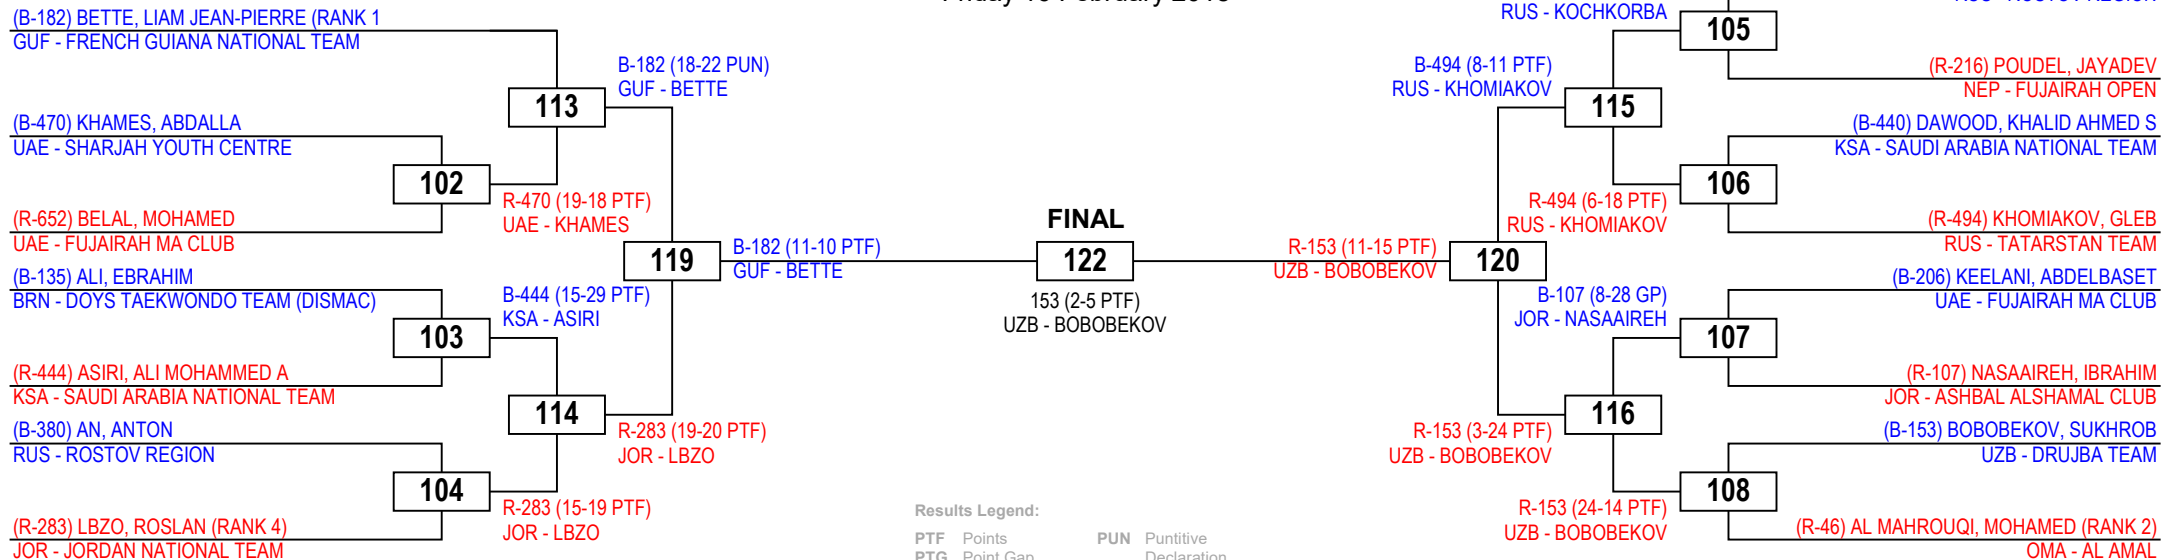 (B-182) BETTE, LIAM JEAN-PIERRE (RANK 1
GUF - FRENCH GUIANA NATIONAL TEAM
(B-470) KHAMES, ABDALLA
UAE - SHARJAH YOUTH CENTRE
(R-652) BELAL, MOHAMED
UAE - FUJAIRAH MA CLUB
(B-135) ALI, EBRAHIM
BRN - DOYS TAEKWONDO TEAM (DISMAC)
(R-444) ASIRI, ALI MOHAMMED A
KSA - SAUDI ARABIA NATIONAL TEAM
(B-380) AN, ANTON
RUS - ROSTOV REGION
(R-283) LBZO, ROSLAN (RANK 4)
JOR - JORDAN NATIONAL TEAM
102
103
104
R-470 (19-18 PTF)
UAE - KHAMES
B-444 (15-29 PTF)
KSA - ASIRI
R-283 (15-19 PTF)
JOR - LBZO
113
114
B-182 (18-22 PUN)
GUF - BETTE
R-283 (19-20 PTF)
JOR - LBZO
119
B-182 (11-10 PTF)
GUF - BETTE
FINAL
122
153 (2-5 PTF)
UZB - BOBOBEKOV
Results Legend:
PTF Points
PUN Puntitive
PTG Point Gap
Declaration
R-153 (11-15 PTF)
UZB - BOBOBEKOV
120
B-494 (8-11 PTF)
RUS - KHOMIAKOV
R-153 (3-24 PTF)
UZB - BOBOBEKOV
115
116
RUS - KOCHKORBA
R-494 (6-18 PTF)
RUS - KHOMIAKOV
B-107 (8-28 GP)
JOR - NASAAIREH
R-153 (24-14 PTF)
UZB - BOBOBEKOV
105
106
107
108
(R-216) POUDEL, JAYADEV
NEP - FUJAIRAH OPEN
(B-440) DAWOOD, KHALID AHMED S
KSA - SAUDI ARABIA NATIONAL TEAM
(R-494) KHOMIAKOV, GLEB
RUS - TATARSTAN TEAM
(B-206) KEELANI, ABDELBASET
UAE - FUJAIRAH MA CLUB
(R-107) NASAAIREH, IBRAHIM
JOR - ASHBAL ALSHAMAL CLUB
(B-153) BOBOBEKOV, SUKHROB
UZB - DRUJBA TEAM
(R-46) AL MAHROUQI, MOHAMED (RANK 2)
OMA - AL AMAL